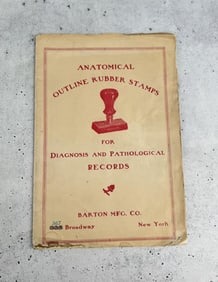 ANATOMICAL
OUTLINE RUBBER STAMPS
FOR
DIAGNOSIS AND PATHOLOGICAL
RECORDS
BARTON MFG. CO.
Broadway New York